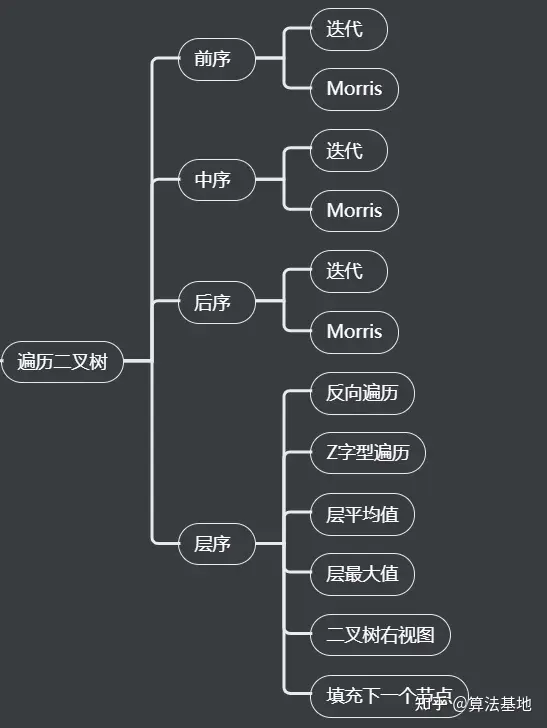 遍历二叉树
前序
迭代
Morris
中序
迭代
Morris
后序
迭代
Morris
层序
反向遍历
Z字型遍历
层平均值
层最大值
二叉树右视图
填充下一个节点
知乎 @算法基地